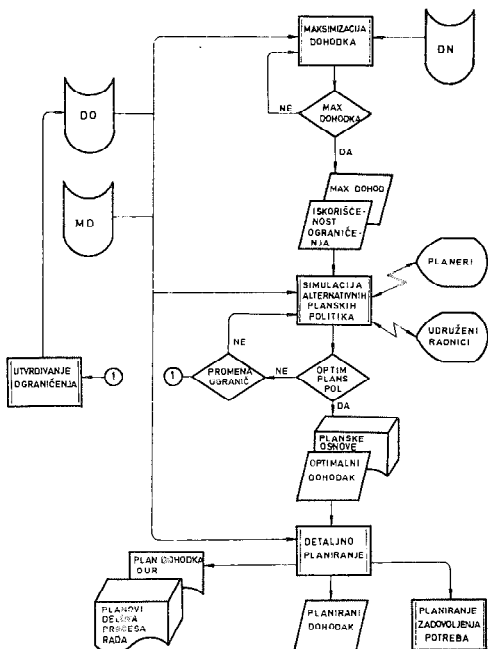 MAKSIMIZACIJA
DOHODKA
DN
DO
NE
MAX
DOHODKA
DA
MD
MAX DOHOD
ISKORIŠĆE-
NOST
OGRANIČE-
NJA
PLANERI
SIMULACIJA
ALTERNATIVNIH
PLANSKIH
POLITIKA
UDRUŽENI
RADNICI
NE
UTVRĐIVANJE
OGRANIČENJA
1
1
PROMENA
OGRANIČ
NE
OPTIM
PLANS
POL
DA
PLANSKE
OSNOVE
OPTIMALNI
DOHODAK
DETALJNO
PLANIRANJE
PLAN DOHODKA
OUR
PLANOVI
DELOVA
PROCESA
RADA
PLANIRANI
DOHODAK
PLANIRANJE
ZADOVOLJENJA
POTREBA